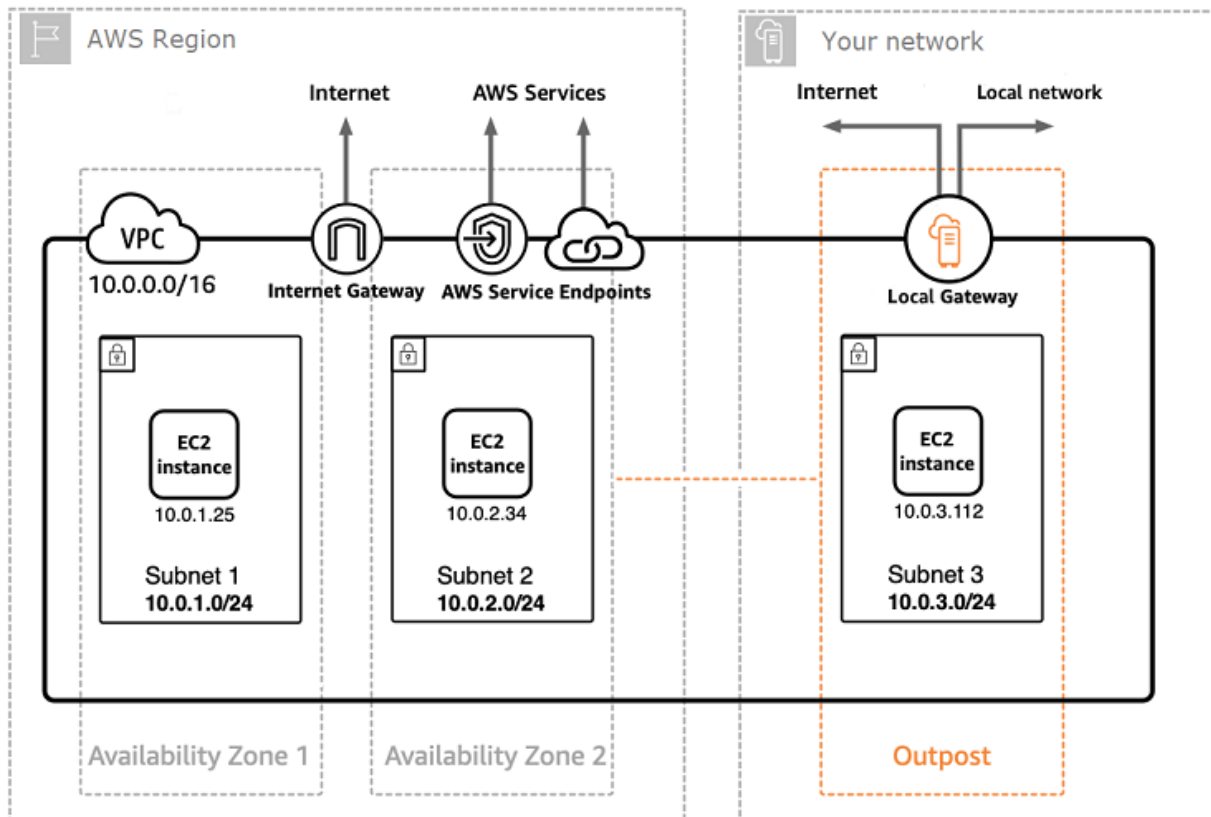 AWS Region
Your network
Internet
AWS Services
Internet
Local network
VPC
10.0.0.0/16
Internet Gateway
AWS Service Endpoints
Local Gateway
EC2
instance
10.0.1.25
Subnet 1
10.0.1.0/24
EC2
instance
10.0.2.34
Subnet 2
10.0.2.0/24
EC2
instance
10.0.3.112
Subnet 3
10.0.3.0/24
Availability Zone 1
Availability Zone 2
Outpost